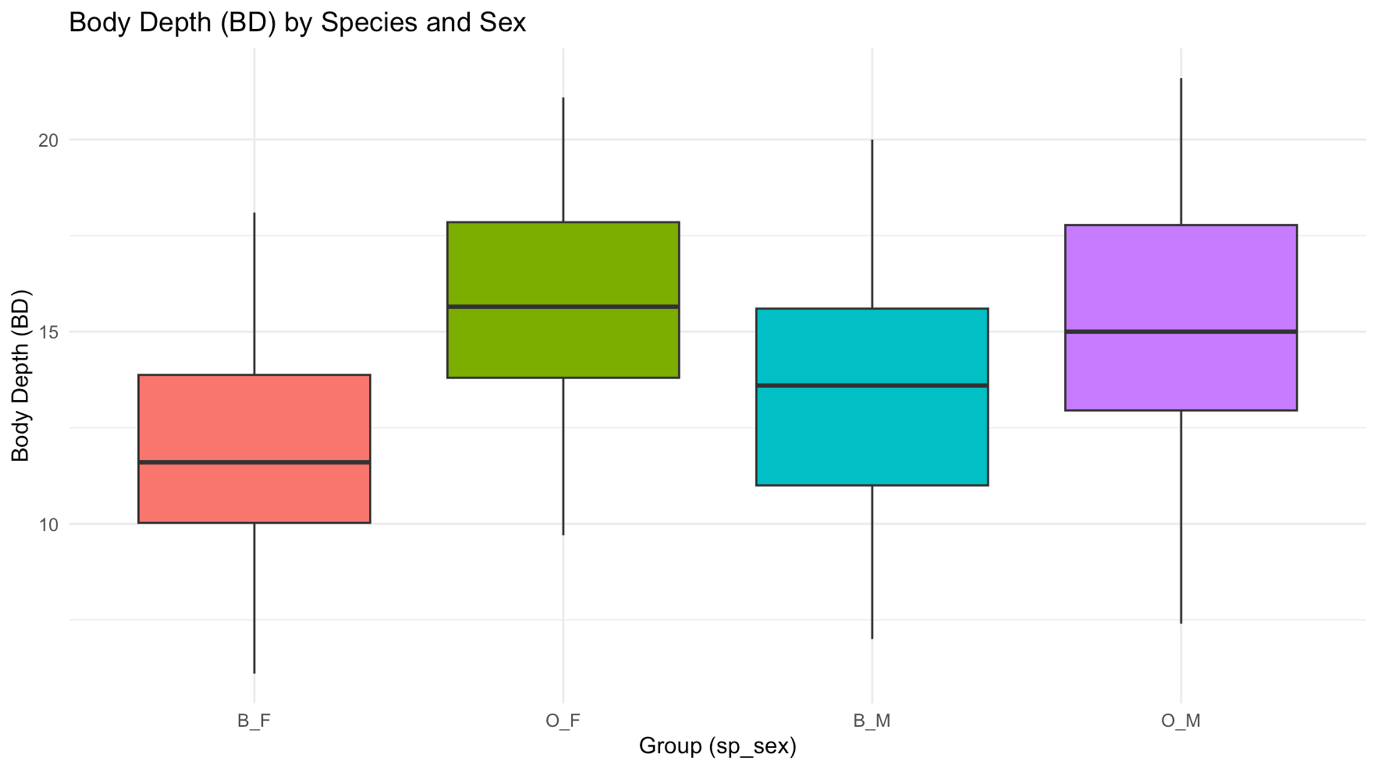 Body Depth (BD) by Species and Sex
Body Depth (BD)
20
15
10
B_F O_F B_M O_M
Group (sp_sex)